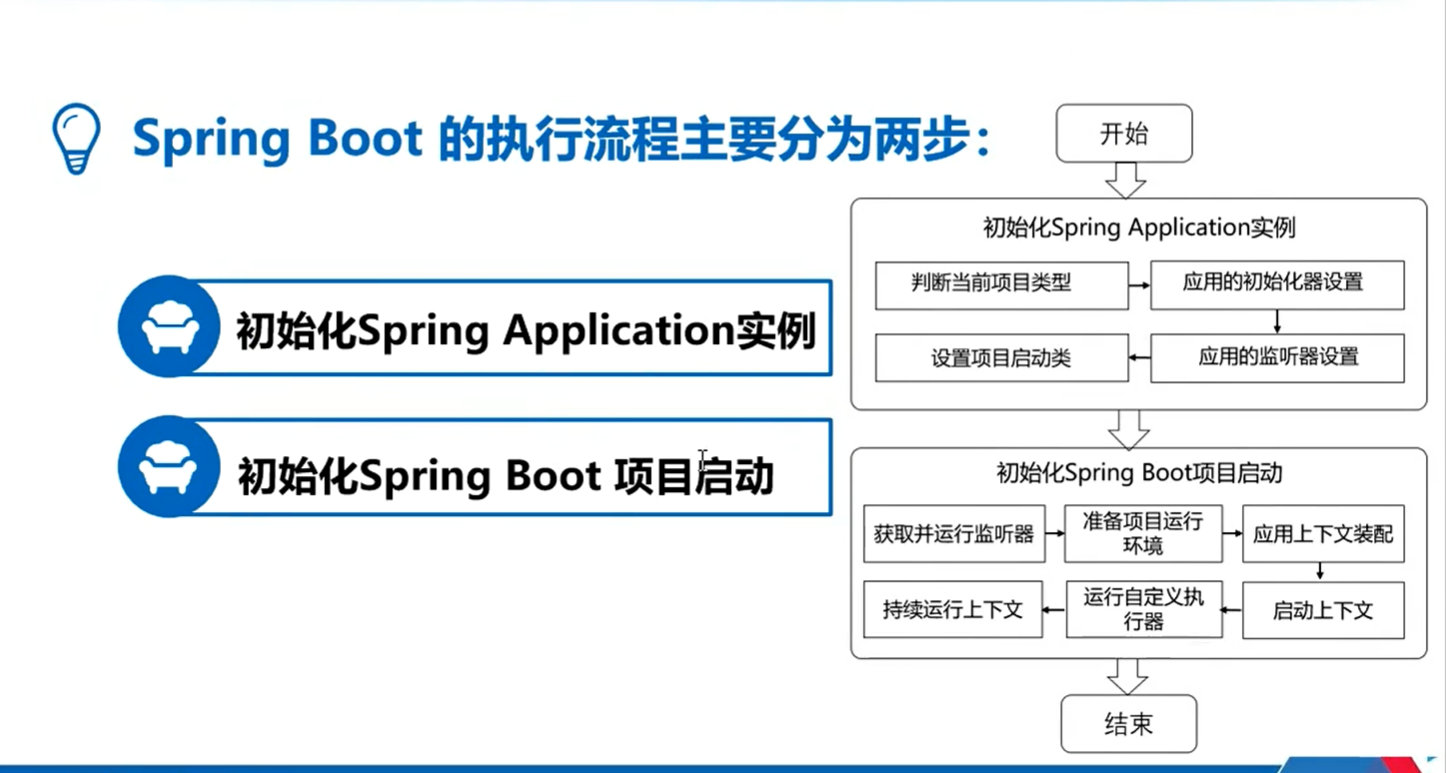 Spring Boot 的执行流程主要分为两步：
初始化Spring Application实例
初始化Spring Boot 项目启动
开始
初始化Spring Application实例
判断当前项目类型
应用的初始化器设置
设置项目启动类
应用的监听器设置
初始化Spring Boot项目启动
获取并运行监听器
准备项目运行
环境
应用上下文装配
持续运行上下文
运行自定义执
行器
启动上下文
结束